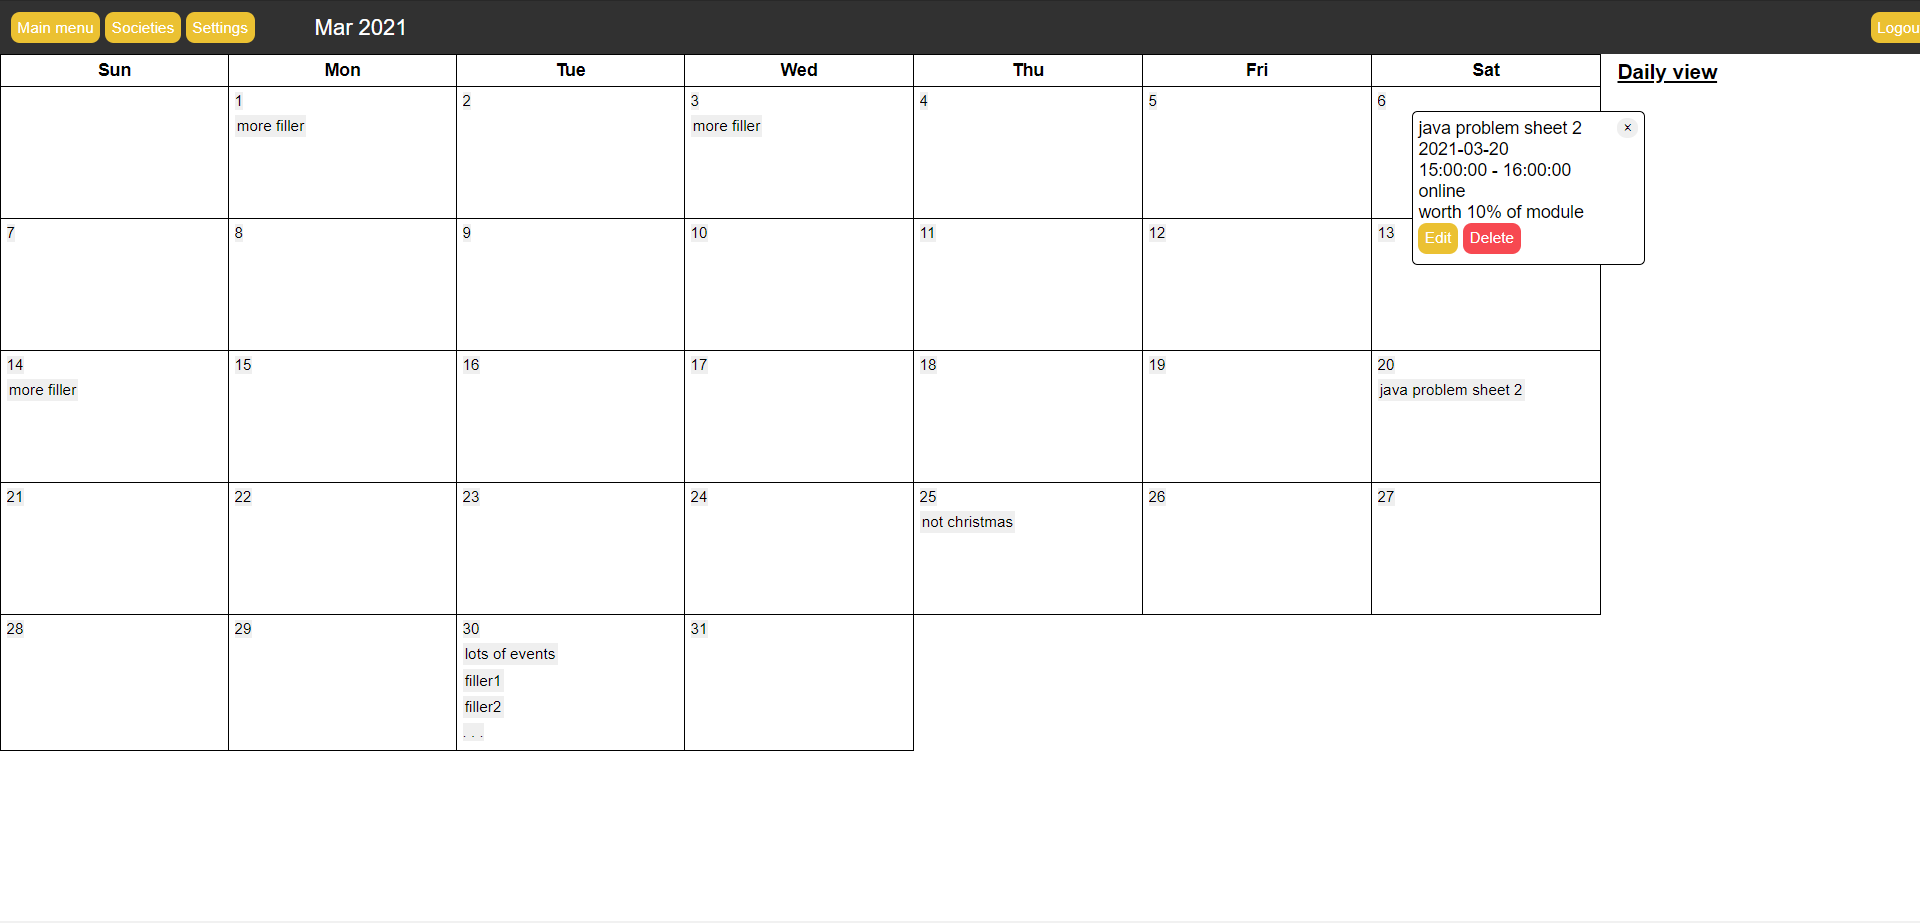 Main menu Societies Settings Mar 2021 Logou
Sun Mon Tue Wed Thu Fri Sat Daily view
1 2 3 4 5 6
more filler more filler
java problem sheet 2 ×
2021-03-20
15:00:00 - 16:00:00
online
worth 10% of module
Edit Delete
7 8 9 10 11 12 13
14 15 16 17 18 19 20
more filler java problem sheet 2
21 22 23 24 25 26 27
not christmas
28 29 30 31
lots of events
filler1
filler2
. . .